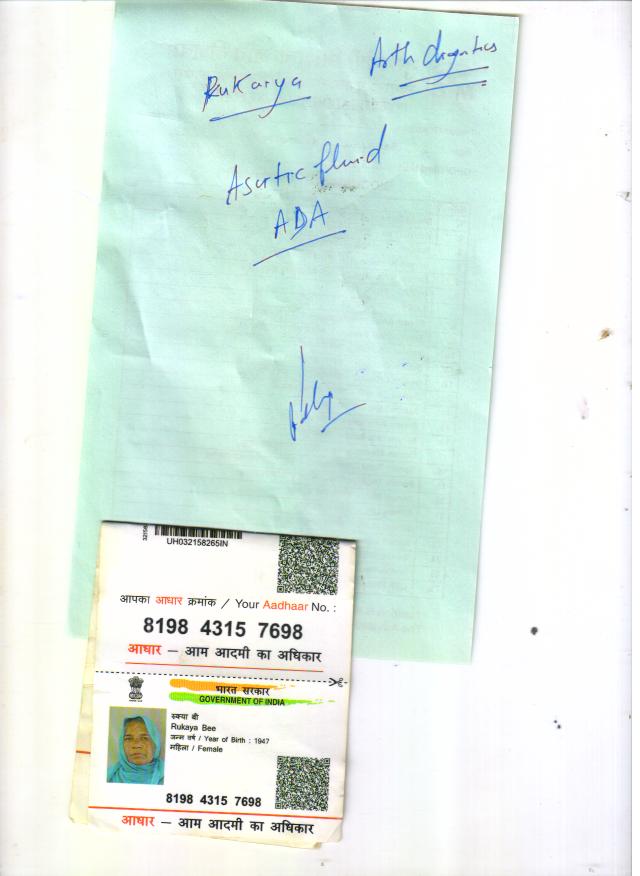 Rukarya
Arth diagnotics
fluid
ADA
UH032158265IN
आपका आधार क्रमांक / Your Aadhaar No. :
8198 4315 7698
आधार – आम आदमी का अधिकार
भारत सरकार
GOVERNMENT OF INDIA
रुकया बी
Rukaya Bee
जन्म वर्ष / Year of Birth : 1947
महिला / Female
8198 4315 7698
आधार – आम आदमी का अधिकार